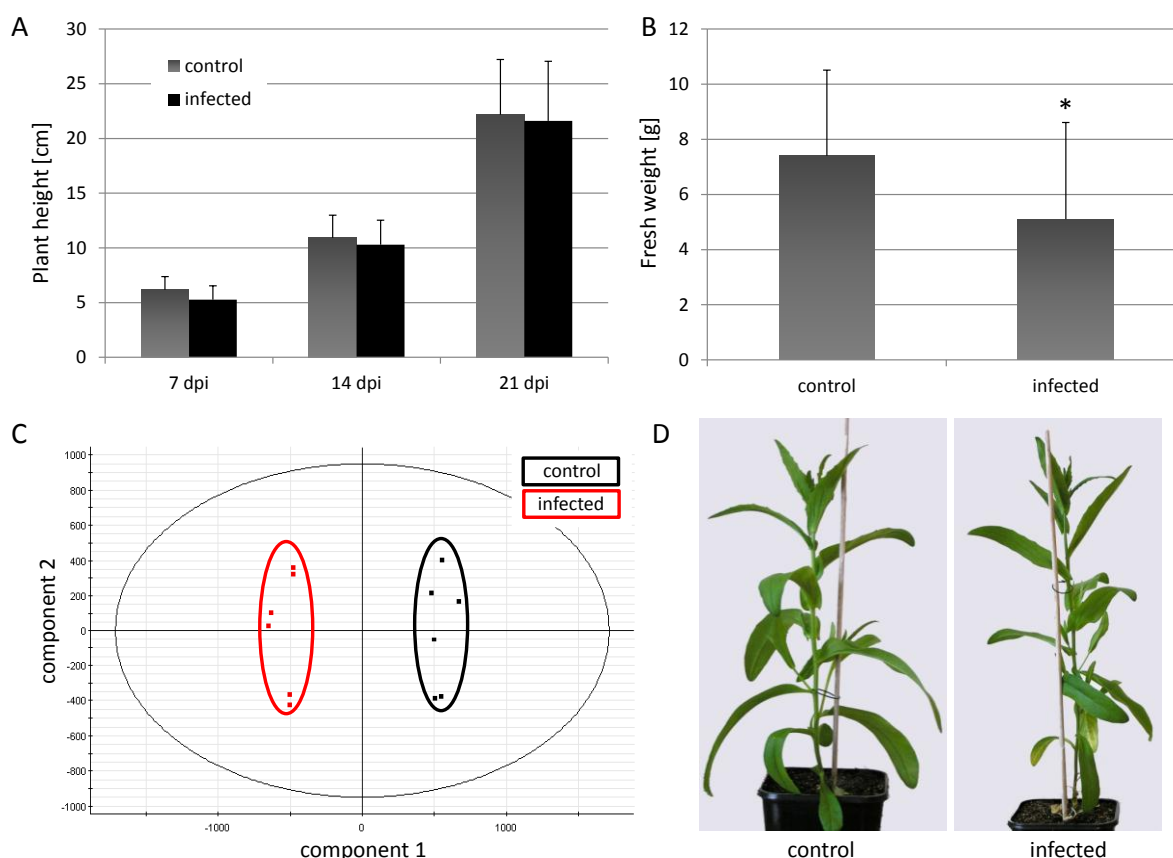 A
Plant height [cm]
30
25
20
15
10
5
0
control
infected
7 dpi
14 dpi
21 dpi
B
Fresh weight [g]
12
10
8
6
4
2
0
*
control
infected
C
component 2
1000
800
600
400
200
0
-200
-400
-600
-800
-1000
control
infected
-1000
0
1000
component 1
D
control
infected